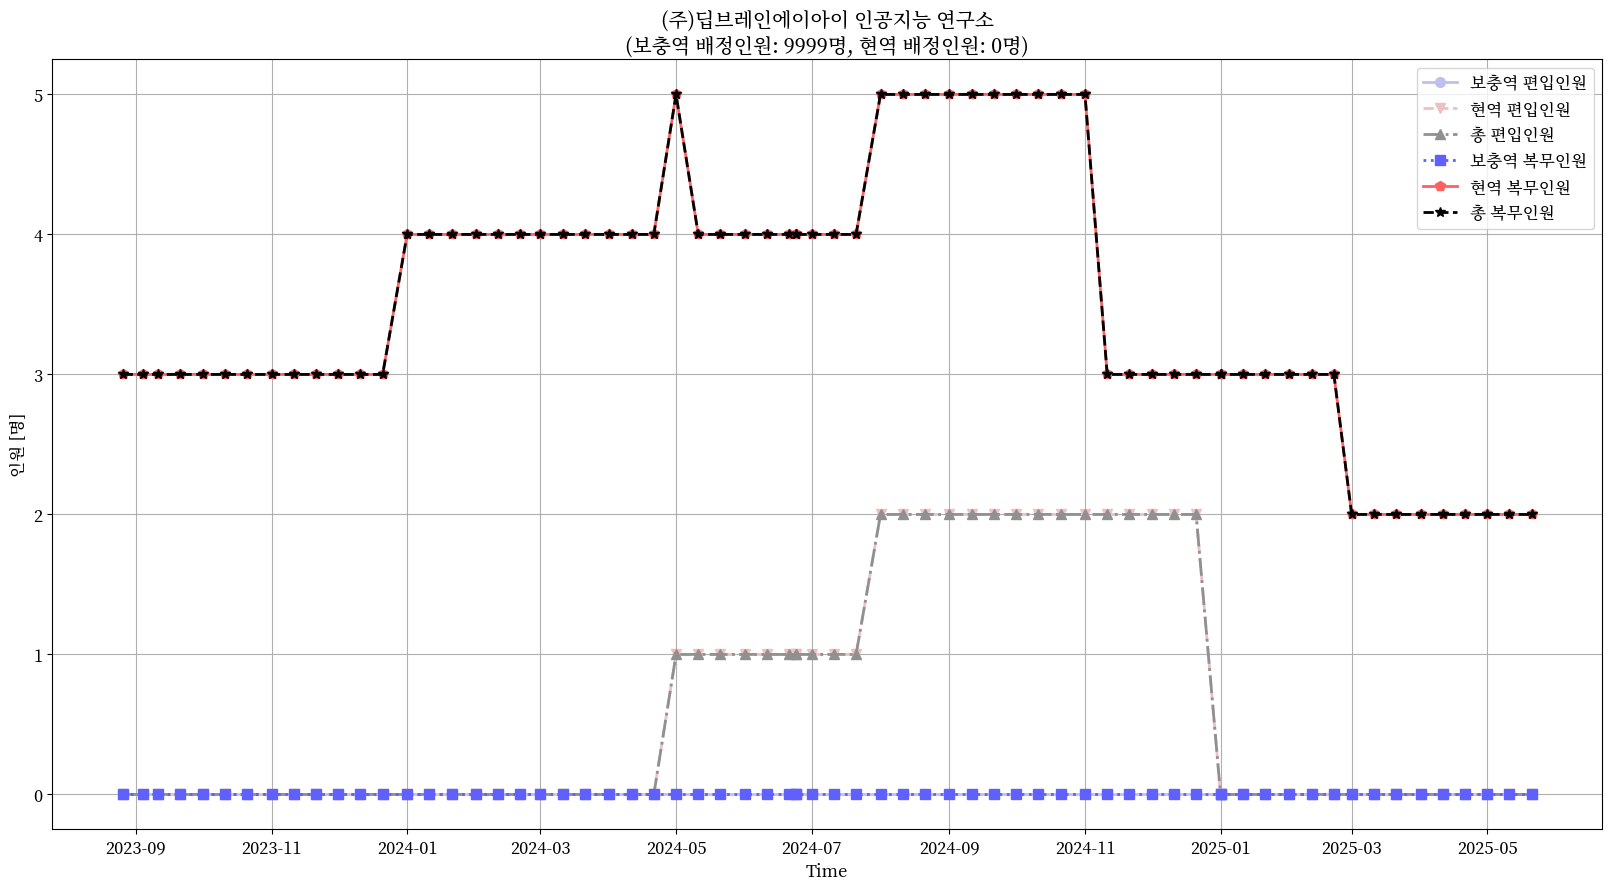 (주)딥브레인에이아이 인공지능 연구소
(보충역 배정인원: 9999명, 현역 배정인원: 0명)
보충역 편입인원
현역 편입인원
총 편입인원
보충역 복무인원
현역 복무인원
총 복무인원
인원 [명]
5
4
3
2
1
0
2023-09 2023-11 2024-01 2024-03 2024-05 2024-07 2024-09 2024-11 2025-01 2025-03 2025-05
Time